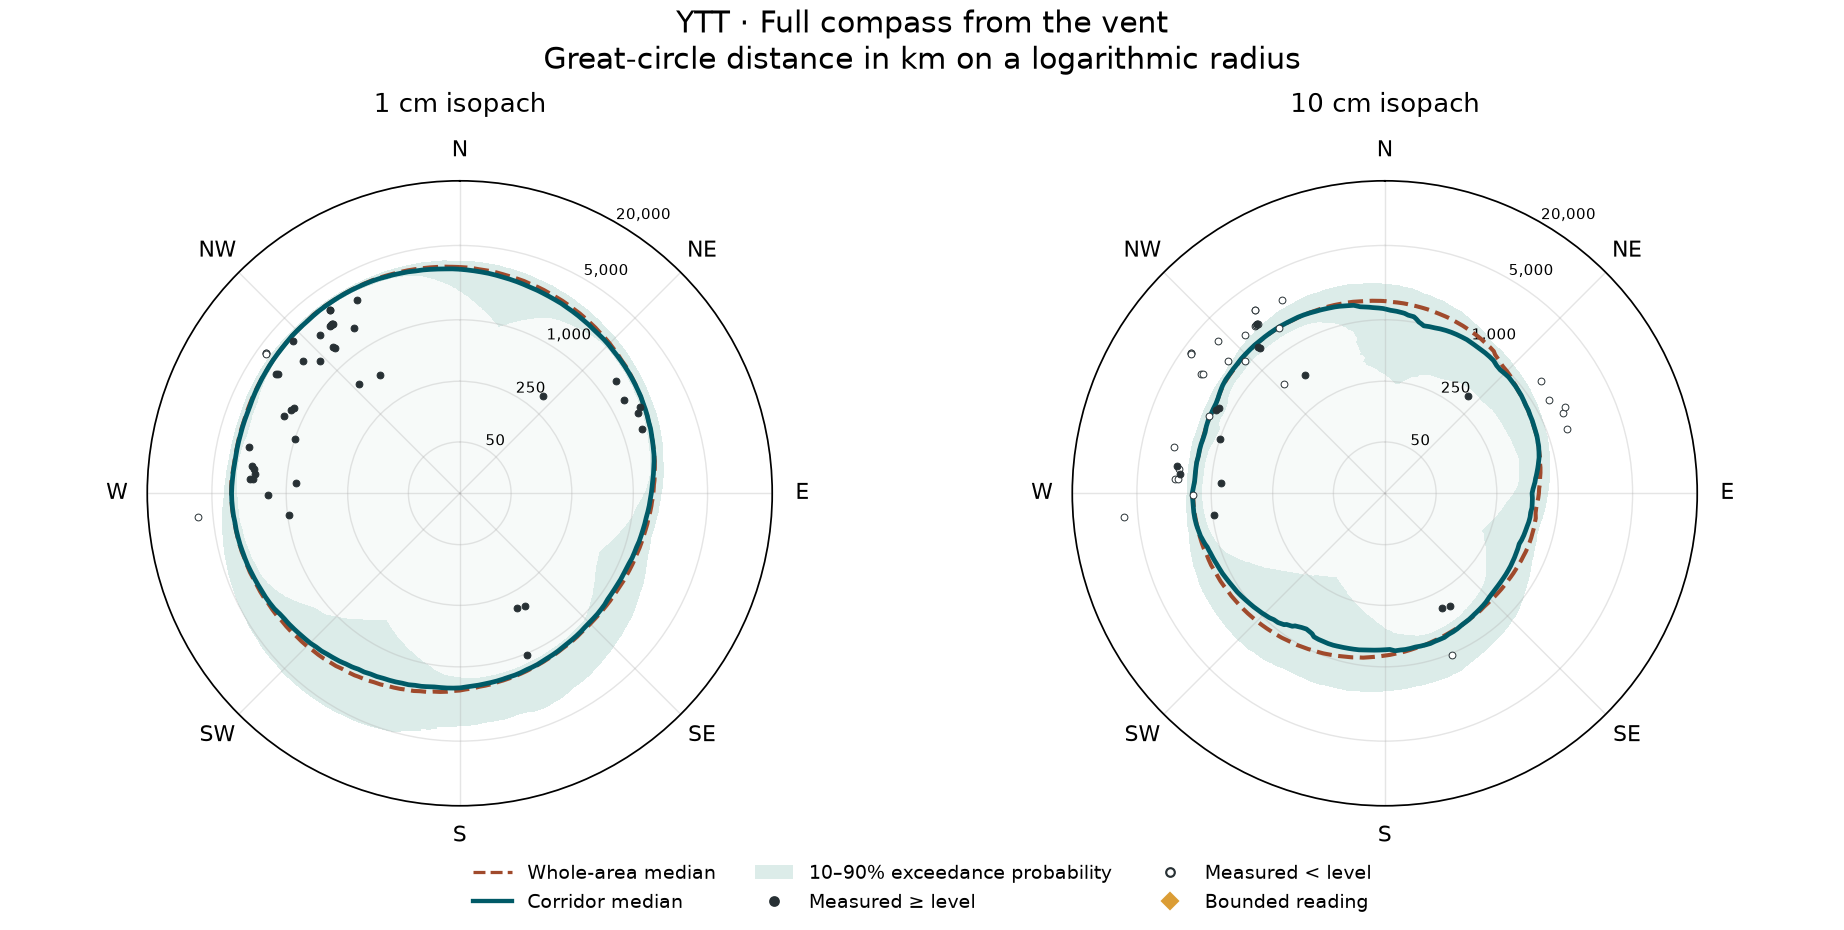 YTT · Full compass from the vent
Great-circle distance in km on a logarithmic radius
1 cm isopach
N
NE
E
SE
S
SW
W
NW
20,000
5,000
1,000
250
50
10 cm isopach
N
NE
E
SE
S
SW
W
NW
20,000
5,000
1,000
250
50
Whole-area median
Corridor median
10–90% exceedance probability
Measured ≥ level
Measured < level
Bounded reading